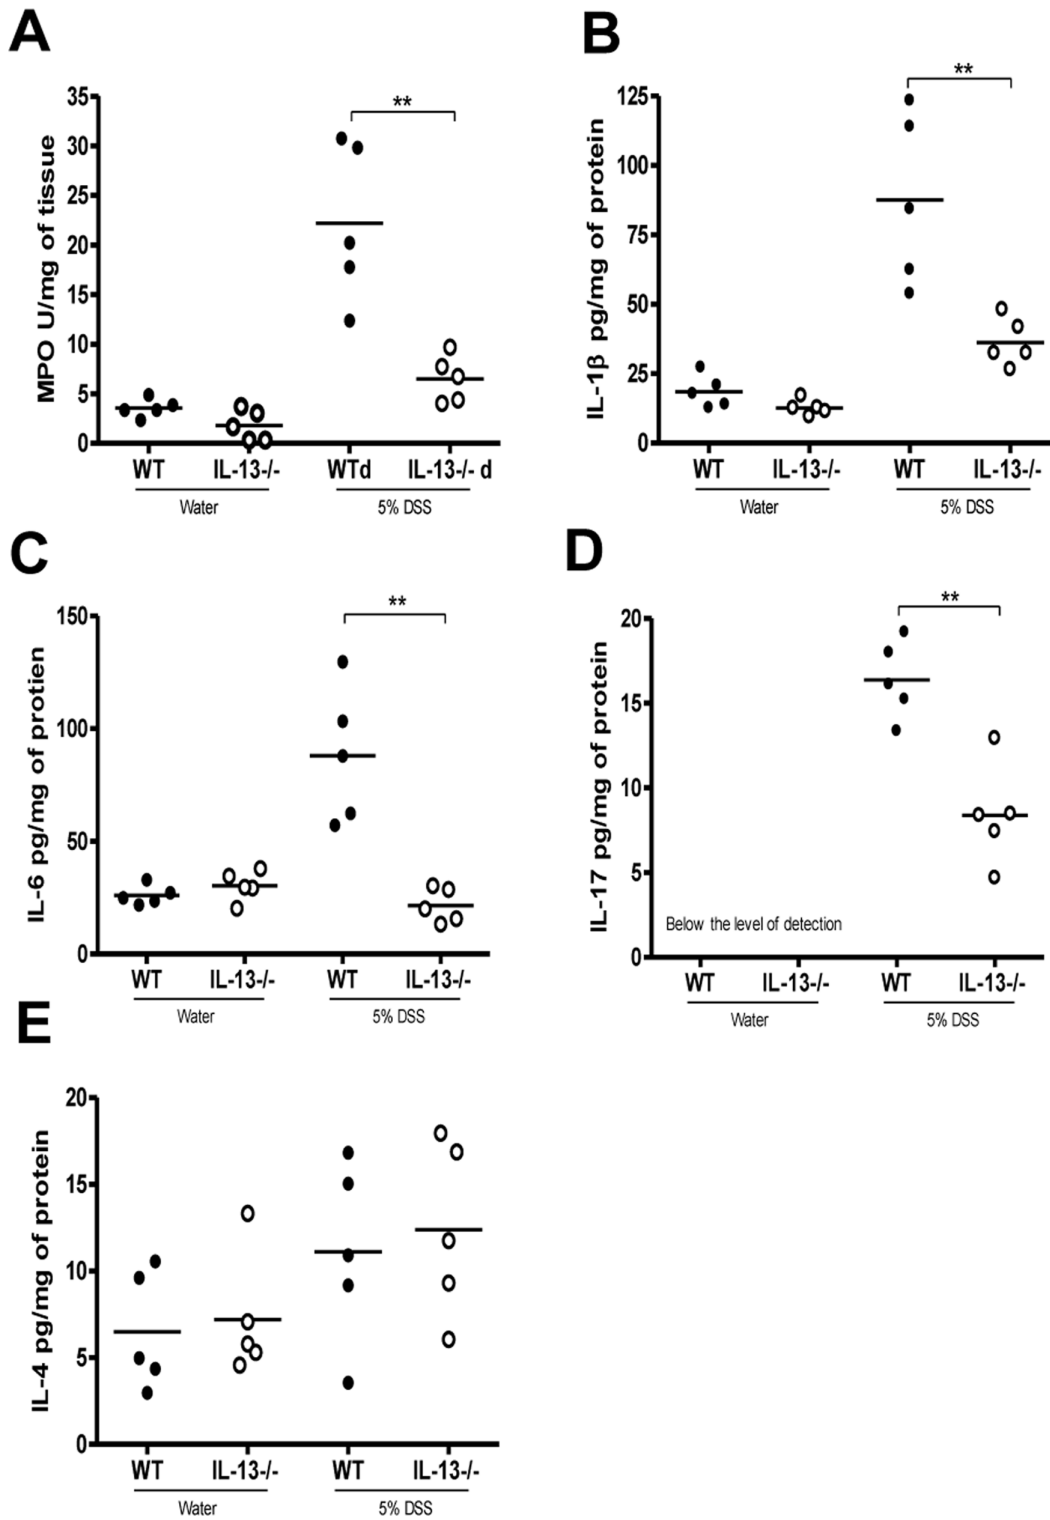 A
MPO U/mg of tissue
35
30
25
20
15
10
5
0
**
WT IL-13-/- WTd IL-13-/- d
Water 5% DSS
B
IL-1β pg/mg of protein
125
100
75
50
25
0
**
WT IL-13-/- WT IL-13-/-
Water 5% DSS
C
IL-6 pg/mg of protien
150
100
50
0
**
WT IL-13-/- WT IL-13-/-
Water 5% DSS
D
IL-17 pg/mg of protein
20
15
10
5
0
**
Below the level of detection
WT IL-13-/- WT IL-13-/-
Water 5% DSS
E
IL-4 pg/mg of protein
20
15
10
5
0
WT IL-13-/- WT IL-13-/-
Water 5% DSS